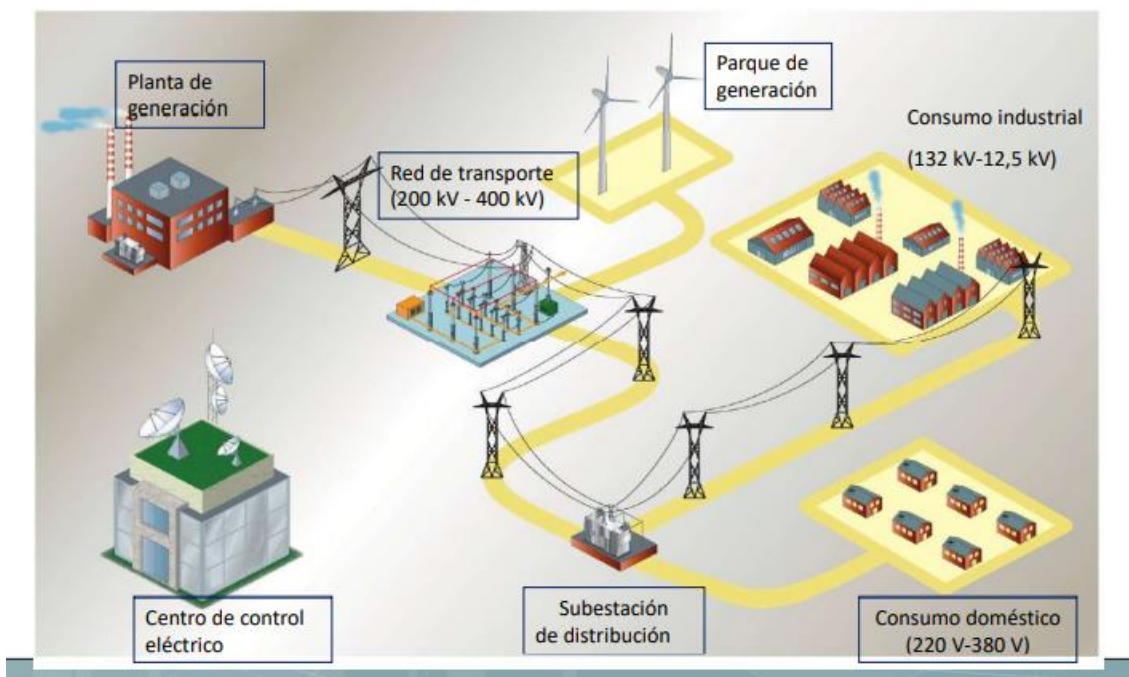 Planta de
generación
Parque de
generación
Consumo industrial
(132 kV-12,5 kV)
Red de transporte
(200 kV - 400 kV)
Centro de control
eléctrico
Subestación
de distribución
Consumo doméstico
(220 V-380 V)